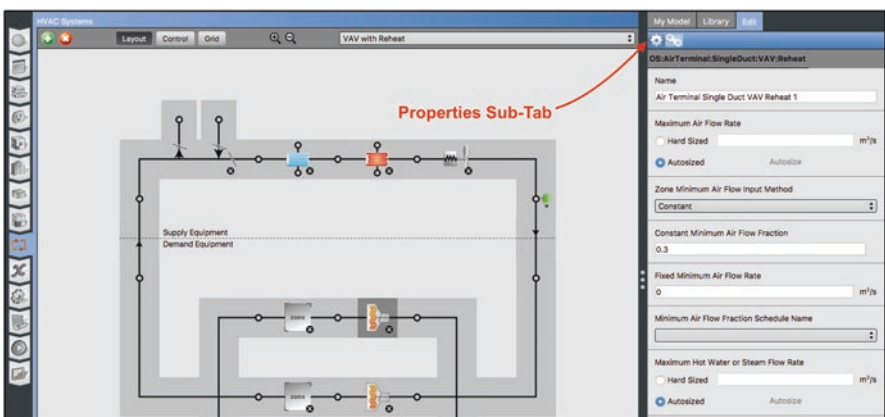 HVAC Systems
Layout Control Grid
VAV with Reheat
My Model Library Edit
OS:AirTerminal:SingleDuct:VAV:Reheat
Properties Sub-Tab
Name
Air Terminal Single Duct VAV Reheat 1
Maximum Air Flow Rate
Hard Sized m³/s
Autosized Autosize
Zone Minimum Air Flow Input Method
Constant
Constant Minimum Air Flow Fraction
0.3
Fixed Minimum Air Flow Rate
0 m³/s
Minimum Air Flow Fraction Schedule Name
Maximum Hot Water or Steam Flow Rate
Hard Sized m³/s
Autosized Autosize
Supply Equipment
Demand Equipment
ZONE
ZONE